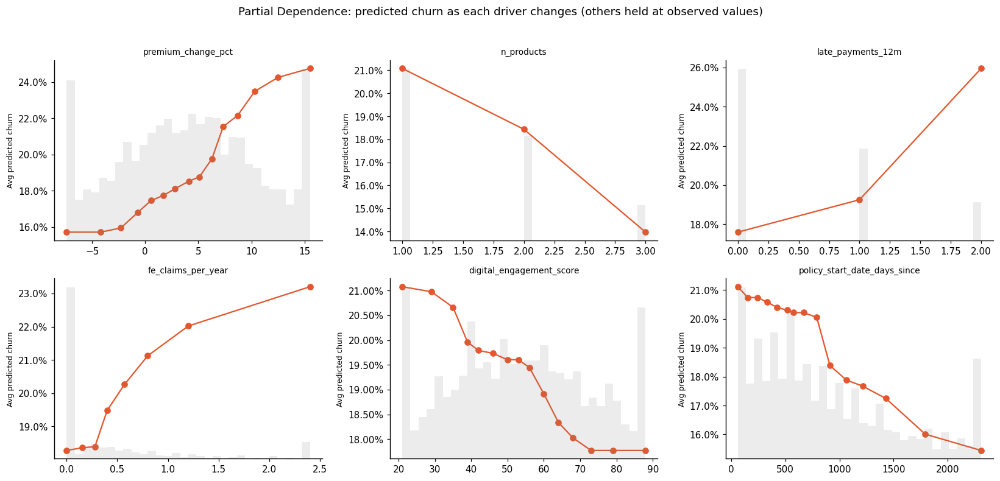 Partial Dependence: predicted churn as each driver changes (others held at observed values)
premium_change_pct
Avg predicted churn
24.0%
22.0%
20.0%
18.0%
16.0%
−5 0 5 10 15
n_products
Avg predicted churn
21.0%
20.0%
19.0%
18.0%
17.0%
16.0%
15.0%
14.0%
1.00 1.25 1.50 1.75 2.00 2.25 2.50 2.75 3.00
late_payments_12m
Avg predicted churn
26.0%
24.0%
22.0%
20.0%
18.0%
0.00 0.25 0.50 0.75 1.00 1.25 1.50 1.75 2.00
fe_claims_per_year
Avg predicted churn
23.0%
22.0%
21.0%
20.0%
19.0%
0.0 0.5 1.0 1.5 2.0 2.5
digital_engagement_score
Avg predicted churn
21.00%
20.50%
20.00%
19.50%
19.00%
18.50%
18.00%
20 30 40 50 60 70 80 90
policy_start_date_days_since
Avg predicted churn
21.0%
20.0%
19.0%
18.0%
17.0%
16.0%
0 500 1000 1500 2000